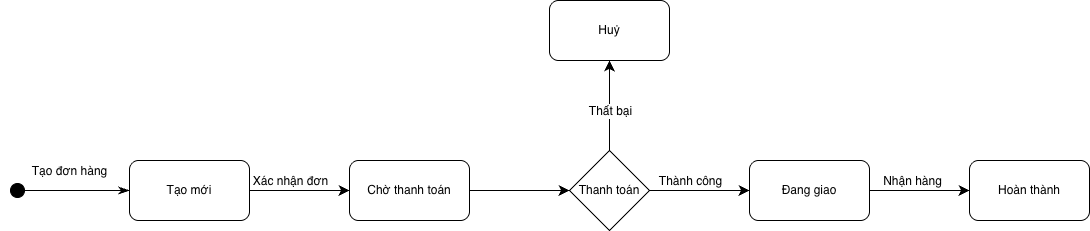 Huỷ
Thất bại
Tạo đơn hàng
Tạo mới
Xác nhận đơn
Chờ thanh toán
Thanh toán
Thành công
Đang giao
Nhận hàng
Hoàn thành